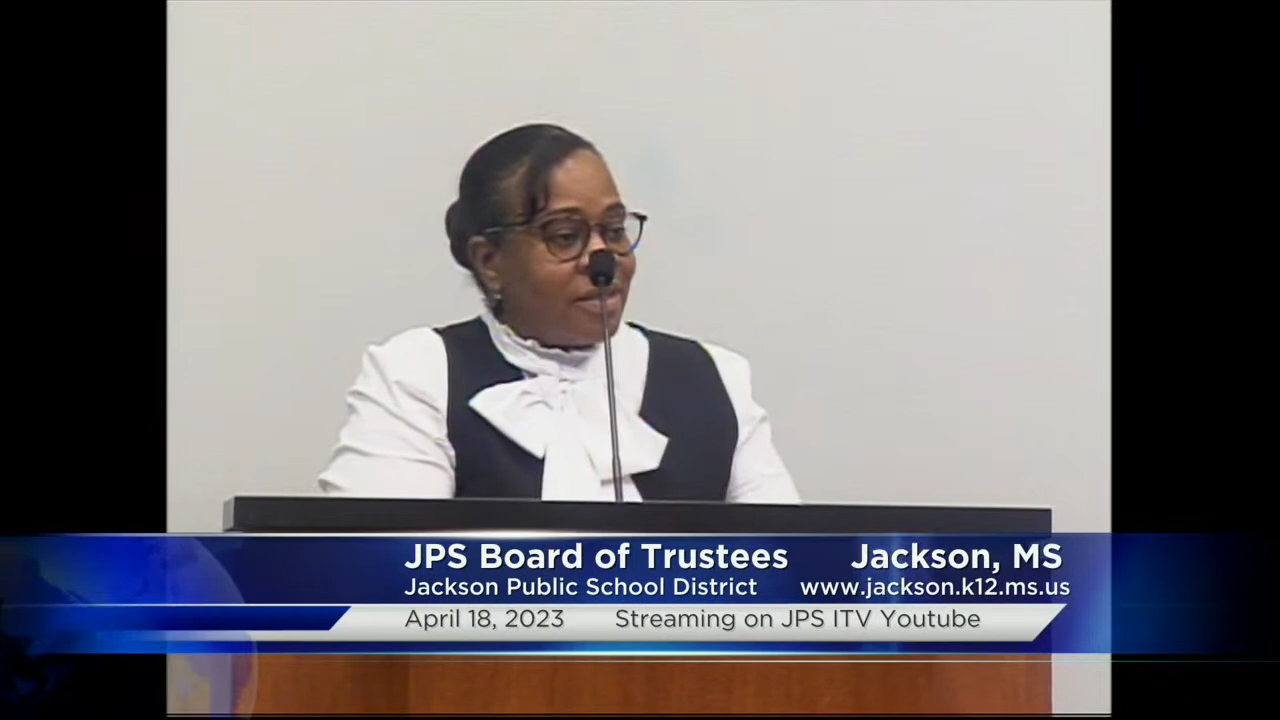 JPS Board of Trustees Jackson, MS
Jackson Public School District www.jackson.k12.ms.us
April 18, 2023 Streaming on JPS ITV Youtube